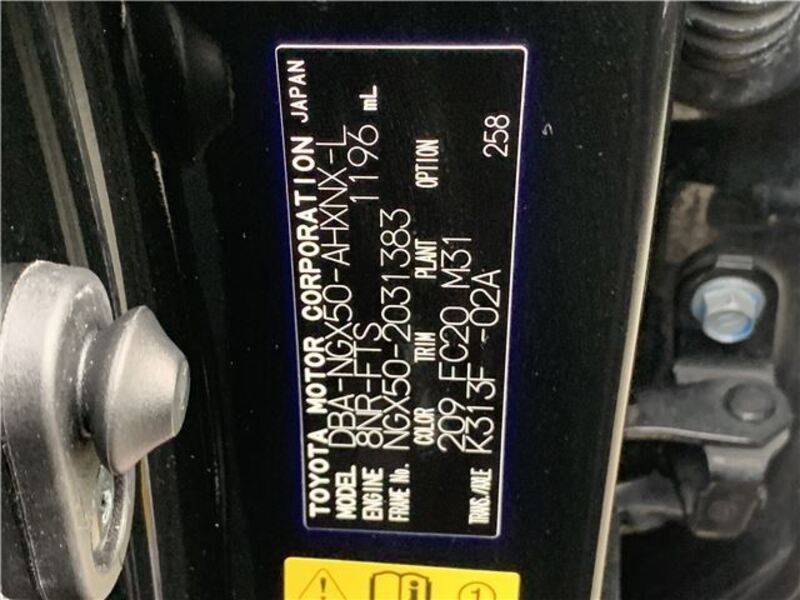 TOYOTA MOTOR CORPORATION JAPAN
MODEL DBA-NGX50-AHXNX-L
ENGINE 8NR-FTS 1196 mL
FRAME No. NGX50-2031383
COLOR TRIM PLANT OPTION
209 FC20 M31 258
TRANS./AXLE K313F -02A
! i 1